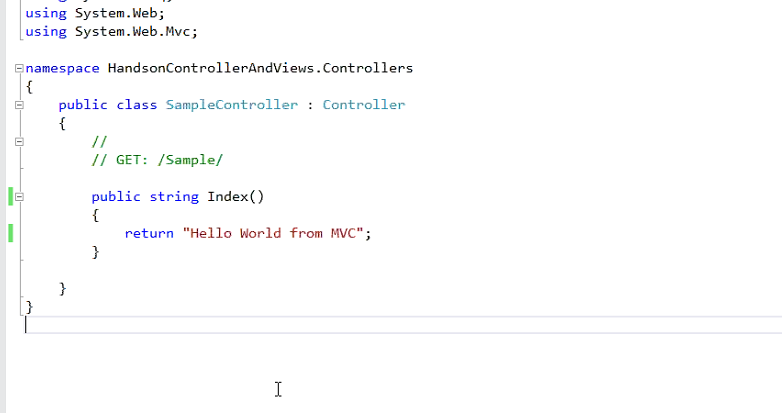 using System.Web;
using System.Web.Mvc;
namespace HandsonControllerAndViews.Controllers
{
public class SampleController : Controller
{
//
// GET: /Sample/
public string Index()
{
return "Hello World from MVC";
}
}
}